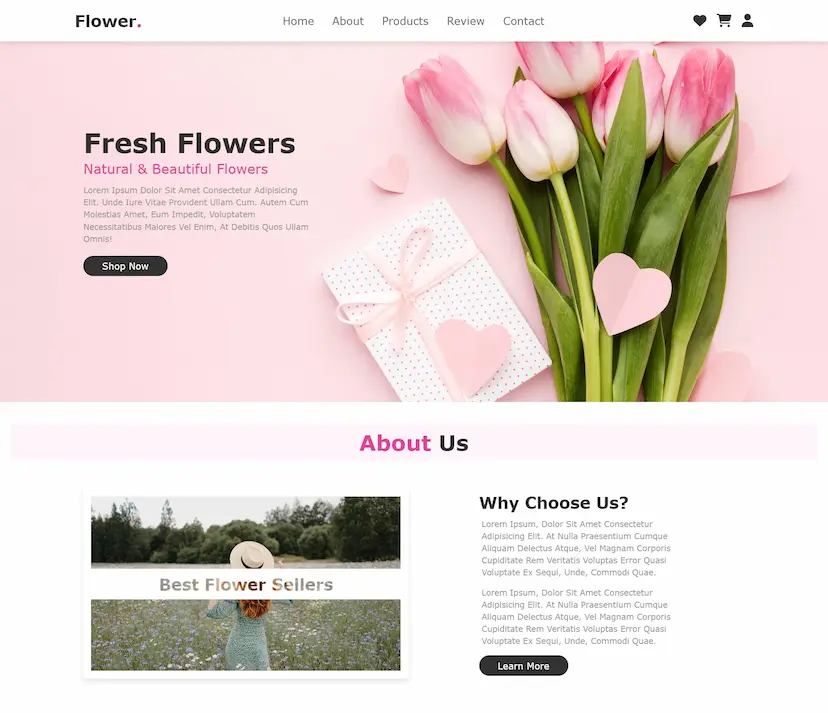 Flower.
Home About Products Review Contact
Fresh Flowers
Natural & Beautiful Flowers
Lorem Ipsum Dolor Sit Amet Consectetur Adipisicing
Elit. Unde Iure Vitae Provident Ullam Cum. Autem Cum
Molestias Amet, Eum Impedit, Voluptatem
Necessitatibus Maiores Vel Enim, At Debitis Quos Ullam
Omnis!
Shop Now
About Us
Best Flower Sellers
Why Choose Us?
Lorem Ipsum, Dolor Sit Amet Consectetur
Adipisicing Elit. At Nulla Praesentium Cumque
Aliquam Delectus Atque, Vel Magnam Corporis
Cupiditate Rem Veritatis Voluptas Error Quasi
Voluptate Ex Sequi, Unde, Commodi Quae.
Lorem Ipsum, Dolor Sit Amet Consectetur
Adipisicing Elit. At Nulla Praesentium Cumque
Aliquam Delectus Atque, Vel Magnam Corporis
Cupiditate Rem Veritatis Voluptas Error Quasi
Voluptate Ex Sequi, Unde, Commodi Quae.
Learn More